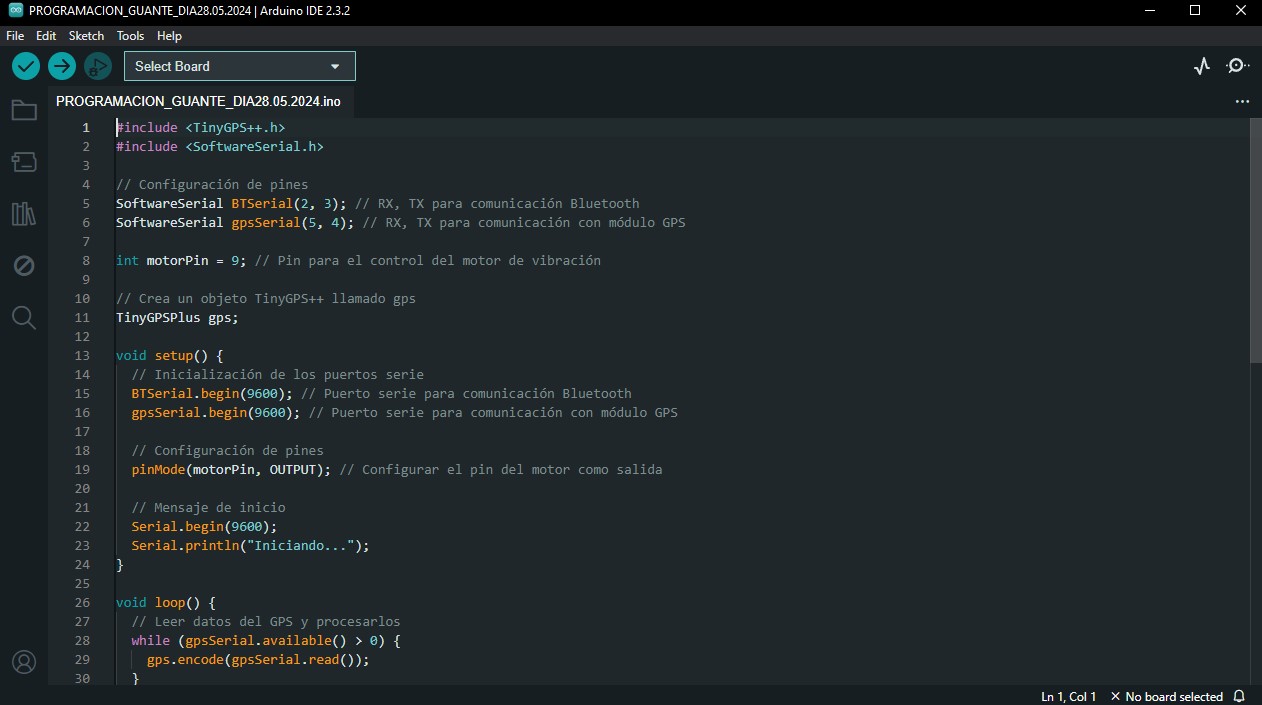 PROGRAMACION_GUANTE_DIA28.05.2024 | Arduino IDE 2.3.2
File Edit Sketch Tools Help
Select Board
PROGRAMACION_GUANTE_DIA28.05.2024.ino
1 #include <TinyGPS++.h>
2 #include <SoftwareSerial.h>
3
4 // Configuración de pines
5 SoftwareSerial BTSerial(2, 3); // RX, TX para comunicación Bluetooth
6 SoftwareSerial gpsSerial(5, 4); // RX, TX para comunicación con módulo GPS
7
8 int motorPin = 9; // Pin para el control del motor de vibración
9
10 // Crea un objeto TinyGPS++ llamado gps
11 TinyGPSPlus gps;
12
13 void setup() {
14 // Inicialización de los puertos serie
15 BTSerial.begin(9600); // Puerto serie para comunicación Bluetooth
16 gpsSerial.begin(9600); // Puerto serie para comunicación con módulo GPS
17
18 // Configuración de pines
19 pinMode(motorPin, OUTPUT); // Configurar el pin del motor como salida
20
21 // Mensaje de inicio
22 Serial.begin(9600);
23 Serial.println("Iniciando...");
24 }
25
26 void loop() {
27 // Leer datos del GPS y procesarlos
28 while (gpsSerial.available() > 0) {
29 gps.encode(gpsSerial.read());
30 }
Ln 1, Col 1 × No board selected